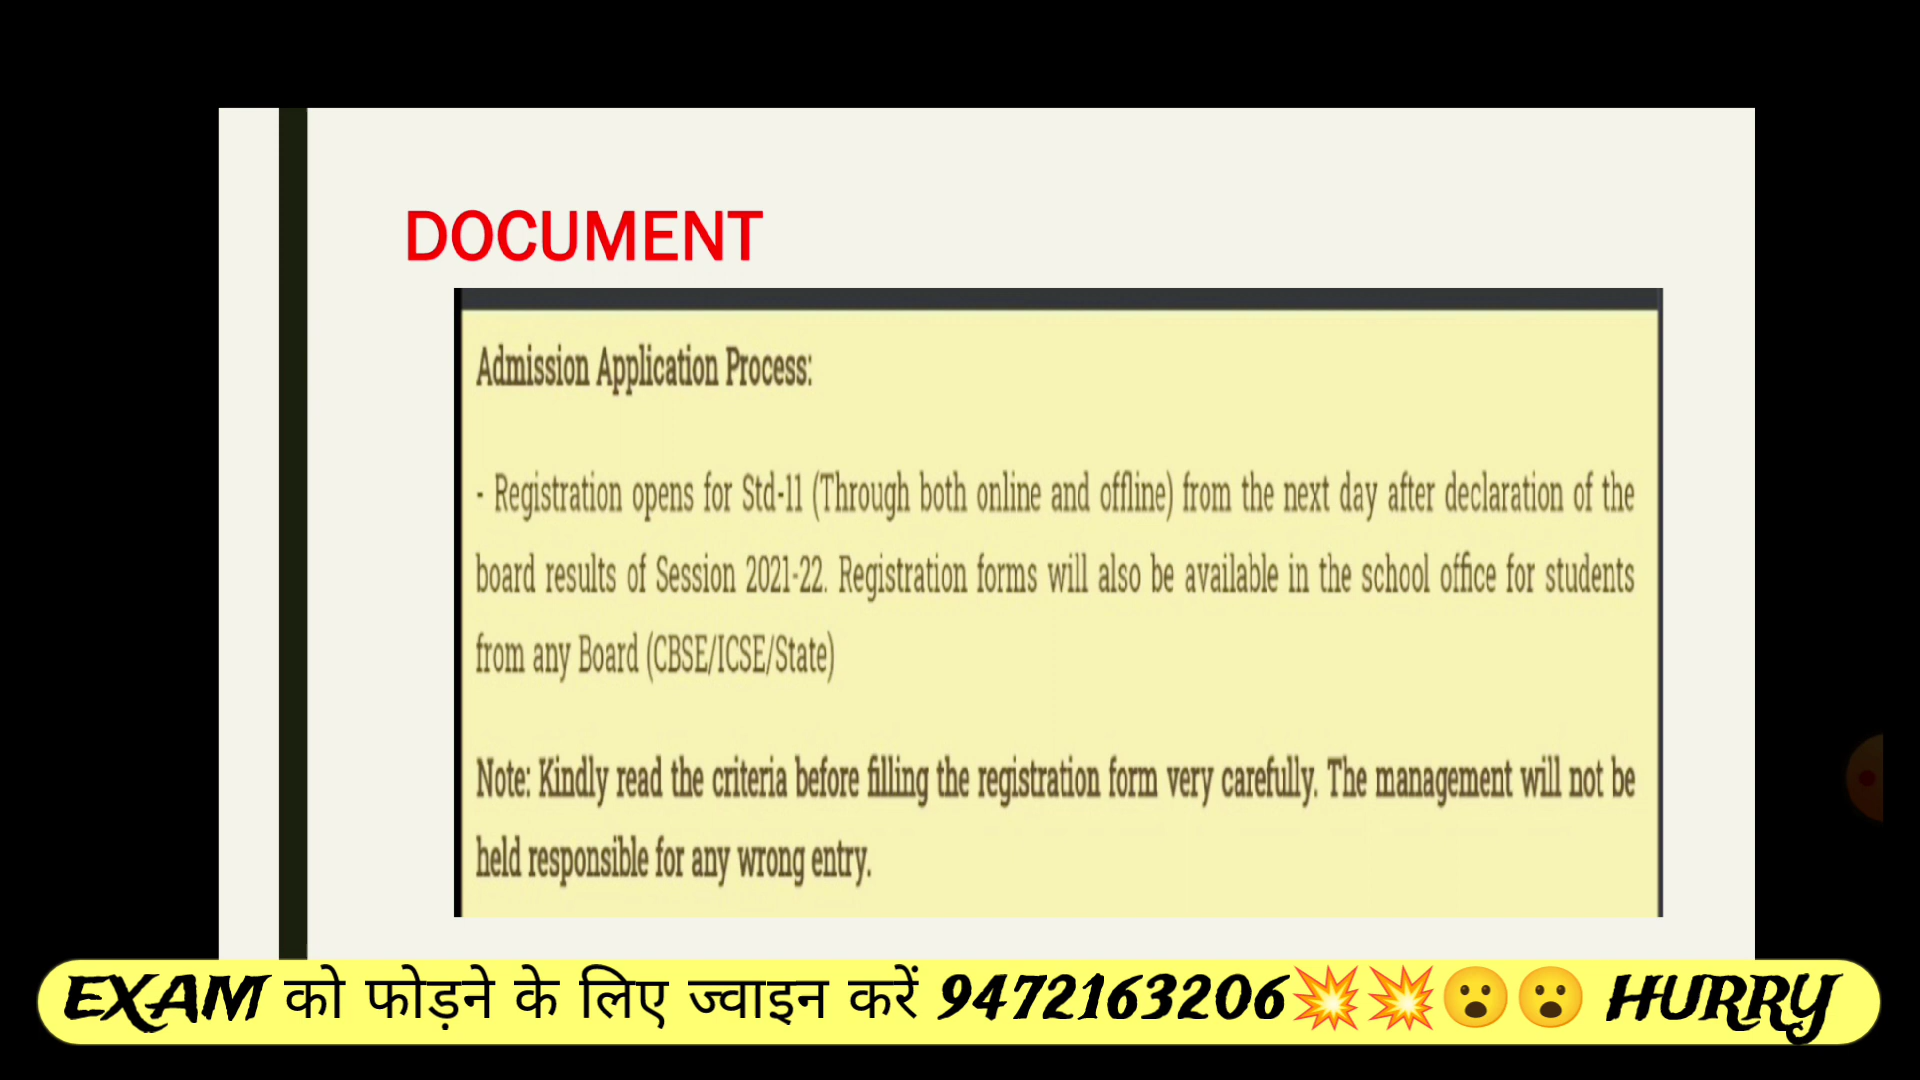 DOCUMENT
Admission Application Process:
- Registration opens for Std-11 (Through both online and offline) from the next day after declaration of the
board results of Session 2021-22. Registration forms will also be available in the school office for students
from any Board (CBSE/ICSE/State)
Note: Kindly read the criteria before filling the registration form very carefully. The management will not be
held responsible for any wrong entry.
EXAM को फोड़ने के लिए ज्वाइन करें 9472163206💥💥😮😮 HURRY